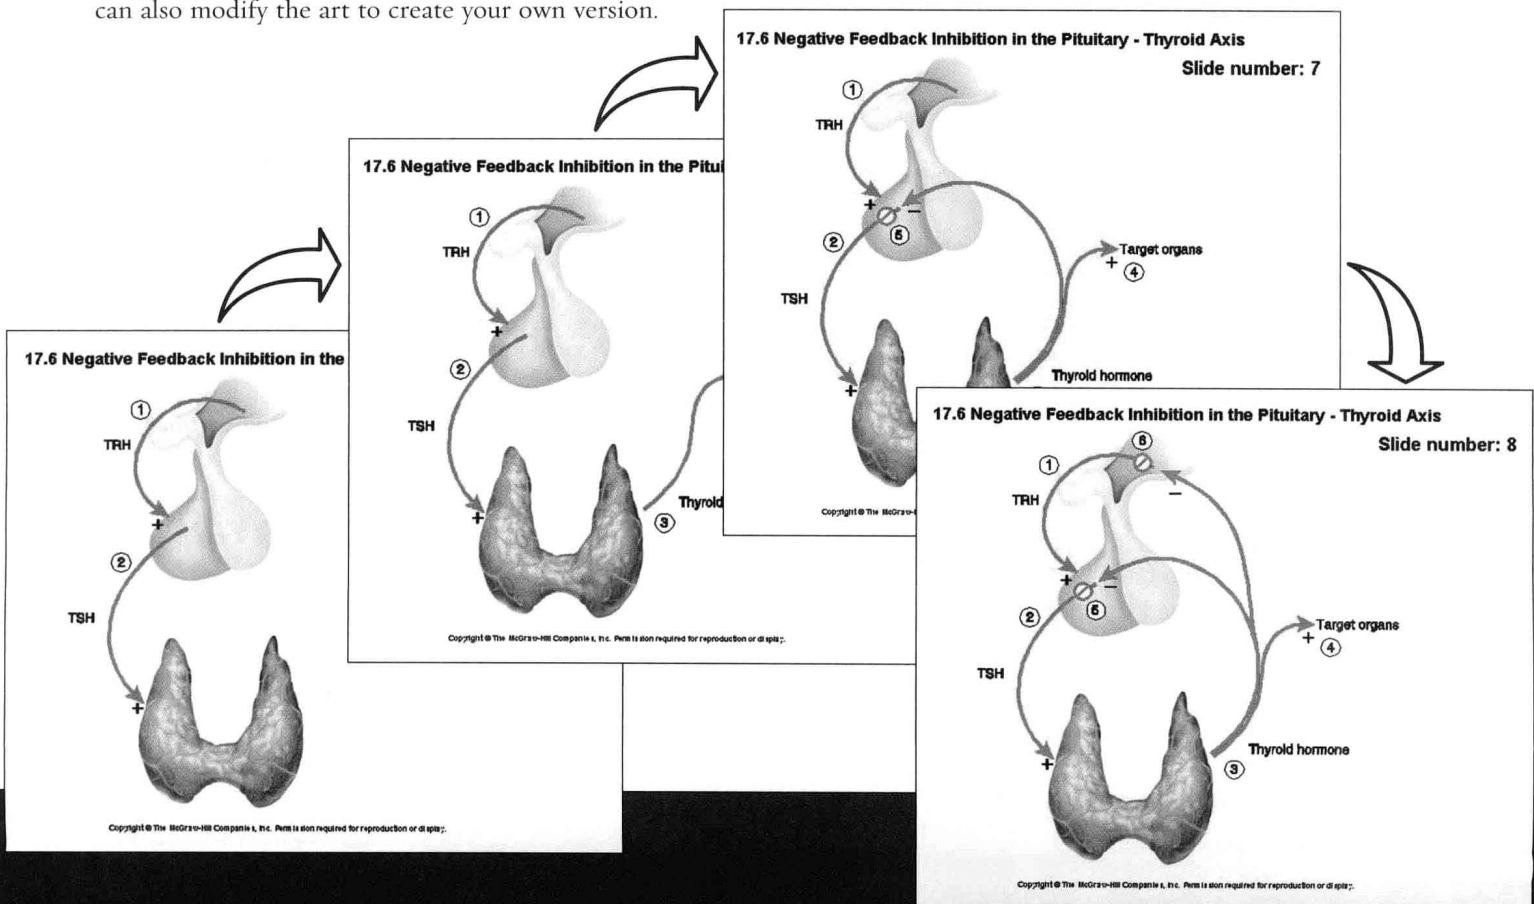 can also modify the art to create your own version.
17.6 Negative Feedback Inhibition in the
1
TRH
+
2
TSH
+
Copyright © The McGraw-Hill Companies, Inc. Permission required for reproduction or display.
17.6 Negative Feedback Inhibition in the Pitui
1
TRH
+
2
TSH
+
Thyroid
3
Copyright © The McGraw-Hill Companies, Inc. Permission required for reproduction or display.
17.6 Negative Feedback Inhibition in the Pituitary - Thyroid Axis
Slide number: 7
1
TRH
+
−
5
2
Target organs
+
4
TSH
+
Thyroid hormone
Copyright © The McGraw-H
17.6 Negative Feedback Inhibition in the Pituitary - Thyroid Axis
Slide number: 8
6
1
−
TRH
+
−
5
2
Target organs
+
4
TSH
+
Thyroid hormone
3
Copyright © The McGraw-Hill Companies, Inc. Permission required for reproduction or display.